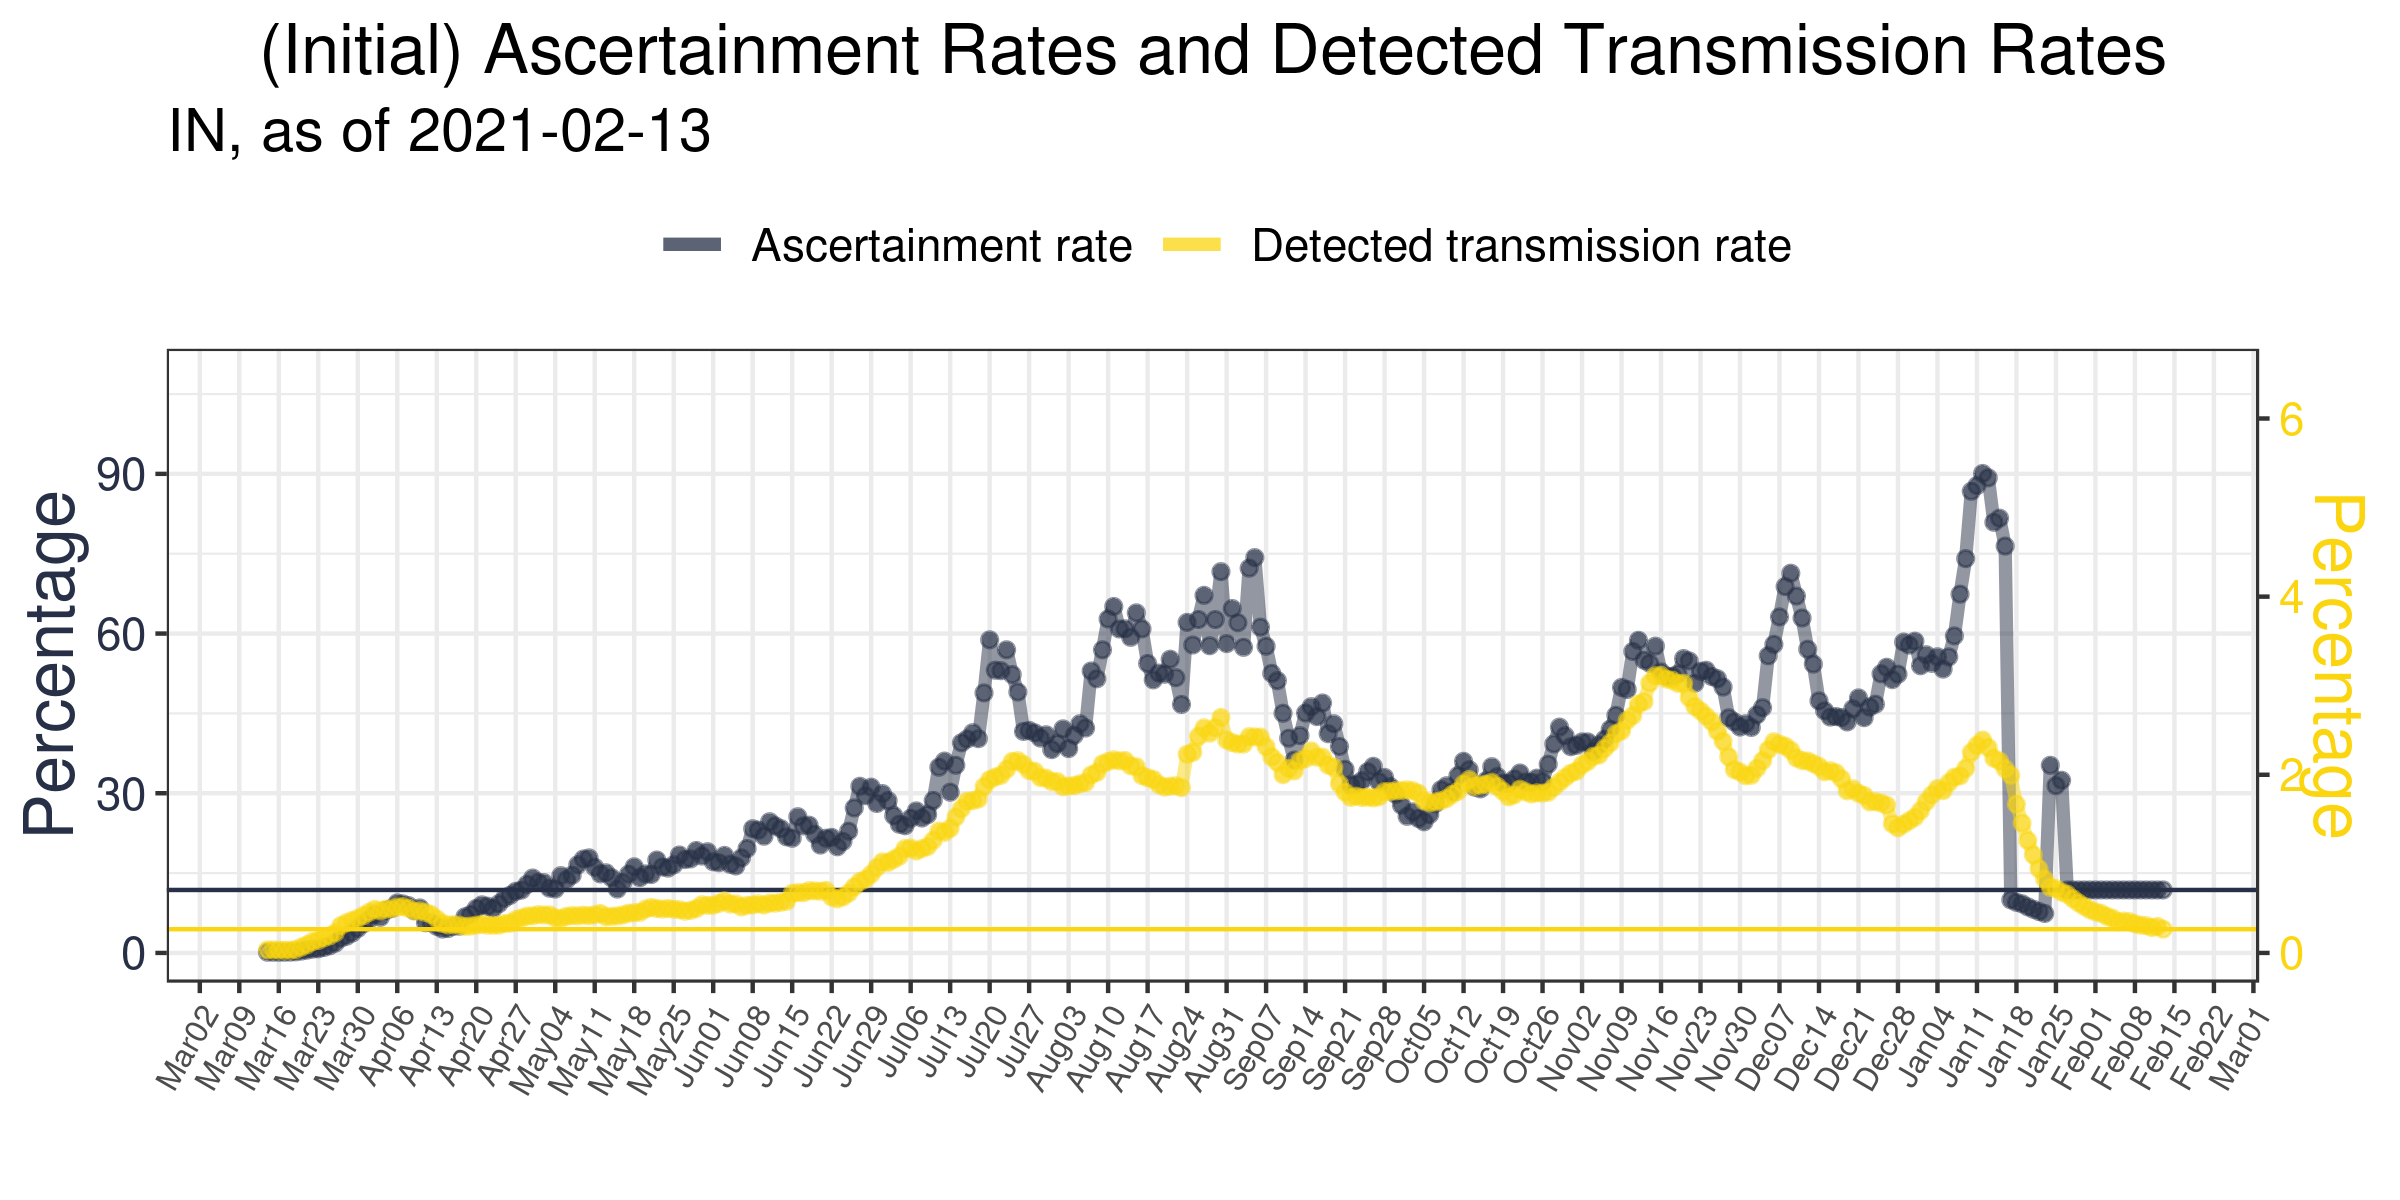 (Initial) Ascertainment Rates and Detected Transmission Rates
IN, as of 2021-02-13
Ascertainment rate Detected transmission rate
Percentage
90
60
30
0
6
4
2
0
Percentage
Mar02 Mar09 Mar16 Mar23 Mar30 Apr06 Apr13 Apr20 Apr27 May04 May11 May18 May25 Jun01 Jun08 Jun15 Jun22 Jun29 Jul06 Jul13 Jul20 Jul27 Aug03 Aug10 Aug17 Aug24 Aug31 Sep07 Sep14 Sep21 Sep28 Oct05 Oct12 Oct19 Oct26 Nov02 Nov09 Nov16 Nov23 Nov30 Dec07 Dec14 Dec21 Dec28 Jan04 Jan11 Jan18 Jan25 Feb01 Feb08 Feb15 Feb22 Mar01